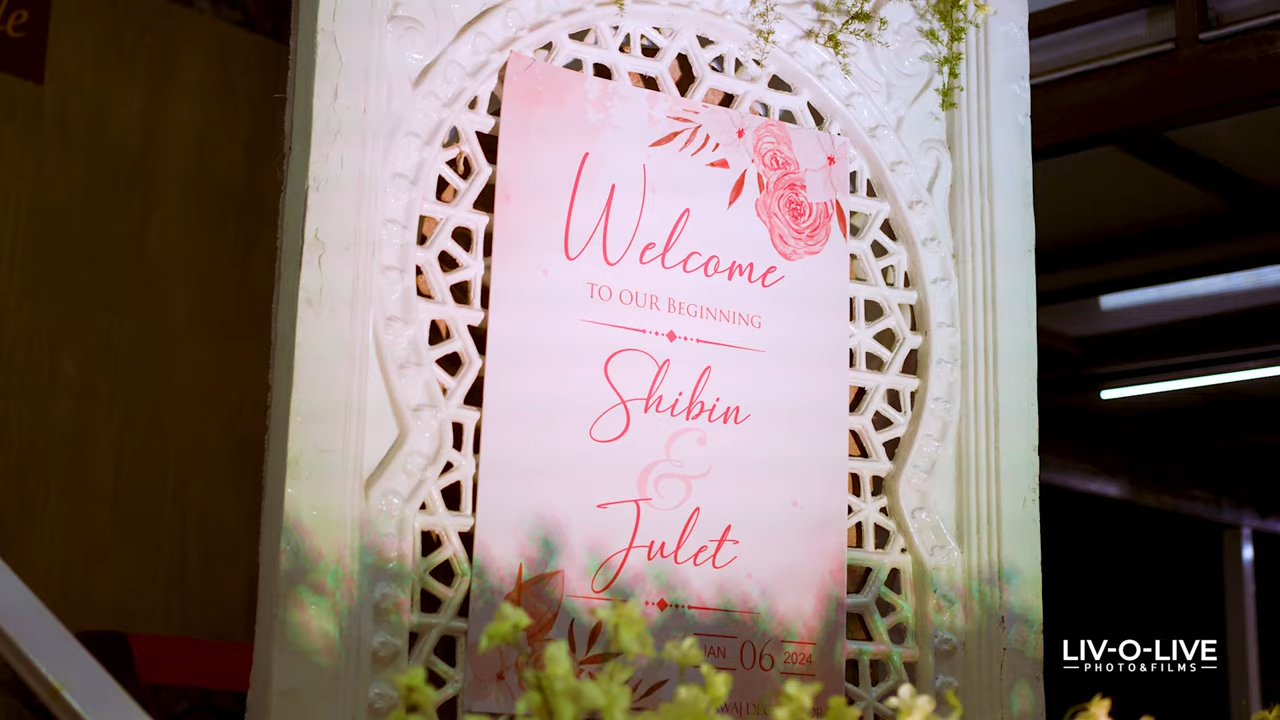 Welcome
TO OUR BEGINNING
Shibin
&
Julet
JAN 06 2024
LIV-O-LIVE
PHOTO&FILMS